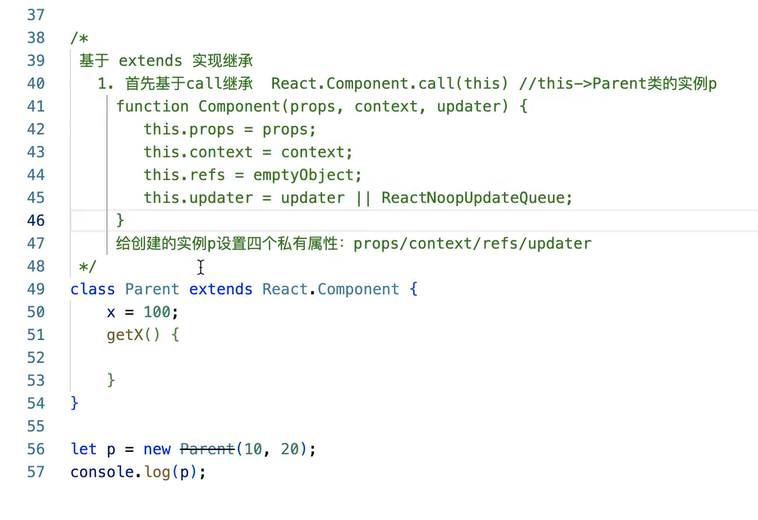 37
38 /*
39 基于 extends 实现继承
40 1. 首先基于call继承 React.Component.call(this) //this->Parent类的实例p
41 function Component(props, context, updater) {
42 this.props = props;
43 this.context = context;
44 this.refs = emptyObject;
45 this.updater = updater || ReactNoopUpdateQueue;
46 }
47 给创建的实例p设置四个私有属性：props/context/refs/updater
48 */
49 class Parent extends React.Component {
50 x = 100;
51 getX() {
52
53 }
54 }
55
56 let p = new Parent(10, 20);
57 console.log(p);